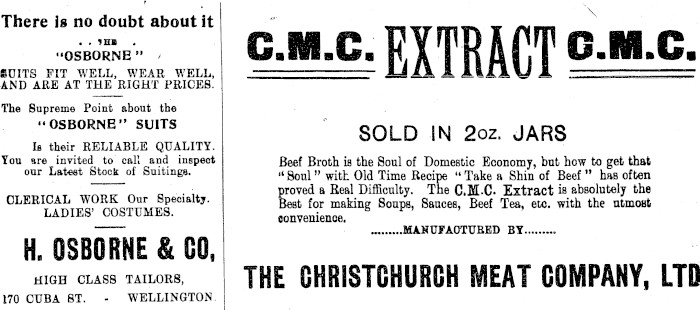 There is no doubt about it
. . THE . .
"OSBORNE"
SUITS FIT WELL, WEAR WELL,
AND ARE AT THE RIGHT PRICES.
The Supreme Point about the
"OSBORNE" SUITS
Is their RELIABLE QUALITY.
You are invited to call and inspect
our Latest Stock of Suitings.
CLERICAL WORK Our Specialty.
LADIES' COSTUMES.
H. OSBORNE & CO,
HIGH CLASS TAILORS,
170 CUBA ST. - WELLINGTON
C.M.C. EXTRACT C.M.C.
SOLD IN 2oz. JARS
Beef Broth is the Soul of Domestic Economy, but how to get that
"Soul" with Old Time Recipe "Take a Shin of Beef" has often
proved a Real Difficulty. The C.M.C. Extract is absolutely the
Best for making Soups, Sauces, Beef Tea, etc. with the utmost
convenience.
.........MANUFACTURED BY.........
THE CHRISTCHURCH MEAT COMPANY, LTD